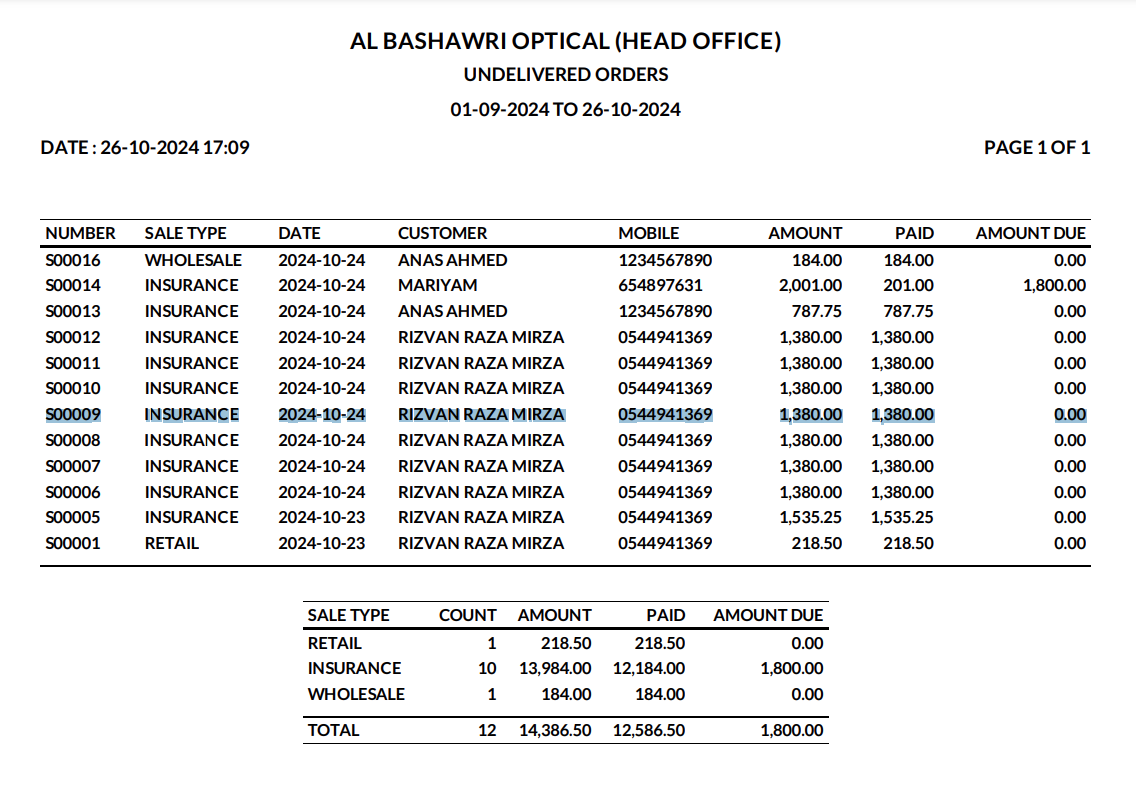 AL BASHAWRI OPTICAL (HEAD OFFICE)
UNDELIVERED ORDERS
01-09-2024 TO 26-10-2024
DATE : 26-10-2024 17:09 PAGE 1 OF 1
NUMBER SALE TYPE DATE CUSTOMER MOBILE AMOUNT PAID AMOUNT DUE
S00016 WHOLESALE 2024-10-24 ANAS AHMED 1234567890 184.00 184.00 0.00
S00014 INSURANCE 2024-10-24 MARIYAM 654897631 2,001.00 201.00 1,800.00
S00013 INSURANCE 2024-10-24 ANAS AHMED 1234567890 787.75 787.75 0.00
S00012 INSURANCE 2024-10-24 RIZVAN RAZA MIRZA 0544941369 1,380.00 1,380.00 0.00
S00011 INSURANCE 2024-10-24 RIZVAN RAZA MIRZA 0544941369 1,380.00 1,380.00 0.00
S00010 INSURANCE 2024-10-24 RIZVAN RAZA MIRZA 0544941369 1,380.00 1,380.00 0.00
S00009 INSURANCE 2024-10-24 RIZVAN RAZA MIRZA 0544941369 1,380.00 1,380.00 0.00
S00008 INSURANCE 2024-10-24 RIZVAN RAZA MIRZA 0544941369 1,380.00 1,380.00 0.00
S00007 INSURANCE 2024-10-24 RIZVAN RAZA MIRZA 0544941369 1,380.00 1,380.00 0.00
S00006 INSURANCE 2024-10-24 RIZVAN RAZA MIRZA 0544941369 1,380.00 1,380.00 0.00
S00005 INSURANCE 2024-10-23 RIZVAN RAZA MIRZA 0544941369 1,535.25 1,535.25 0.00
S00001 RETAIL 2024-10-23 RIZVAN RAZA MIRZA 0544941369 218.50 218.50 0.00
SALE TYPE COUNT AMOUNT PAID AMOUNT DUE
RETAIL 1 218.50 218.50 0.00
INSURANCE 10 13,984.00 12,184.00 1,800.00
WHOLESALE 1 184.00 184.00 0.00
TOTAL 12 14,386.50 12,586.50 1,800.00